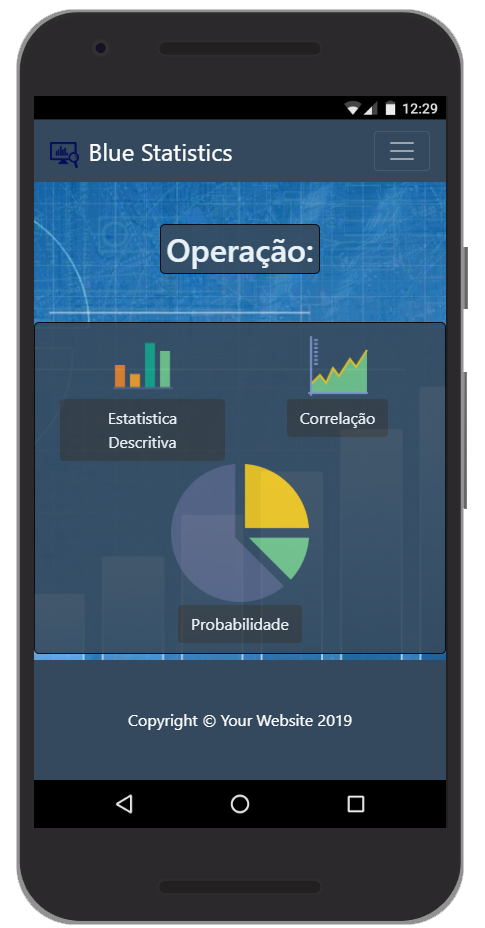 12:29
Blue Statistics
Operação:
Estatistica
Descritiva
Correlação
Probabilidade
Copyright © Your Website 2019